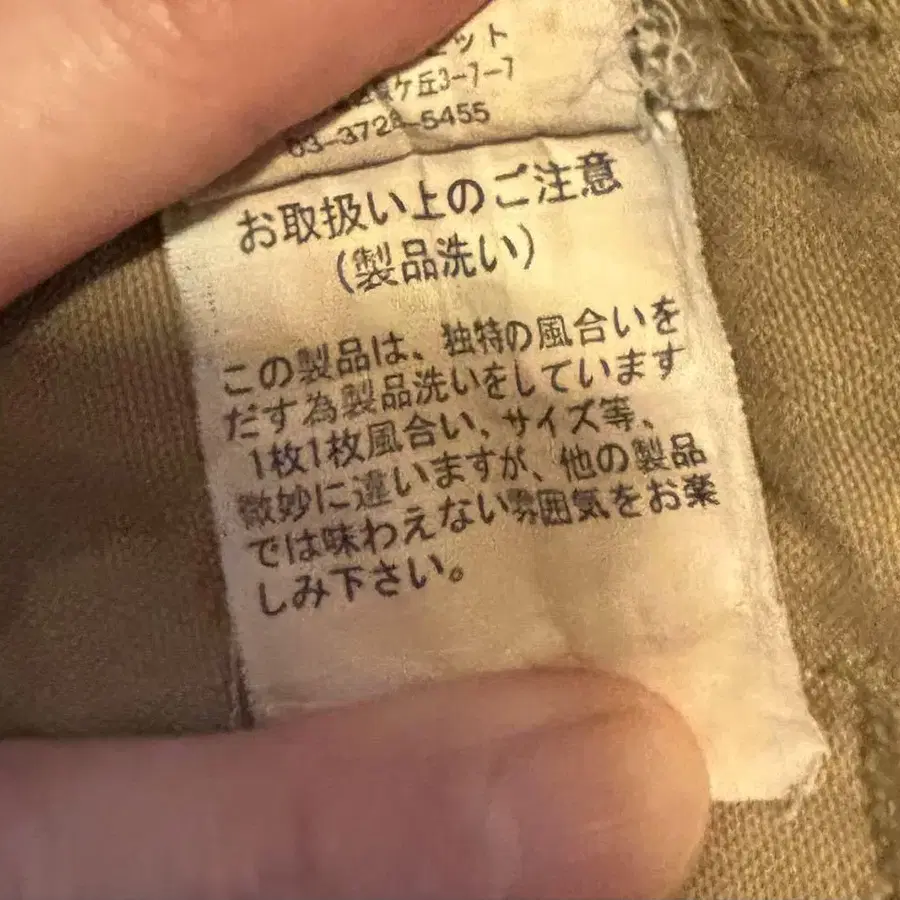 ット
ケ丘3-7-7
03-372 -5455
お取扱い上のご注意
(製品洗い)
この製品は、独特の風合いを
だす為製品洗いをしています
1枚1枚風合い、サイズ等、
微妙に違いますが、他の製品
では味わえない雰囲気をお楽
しみ下さい。